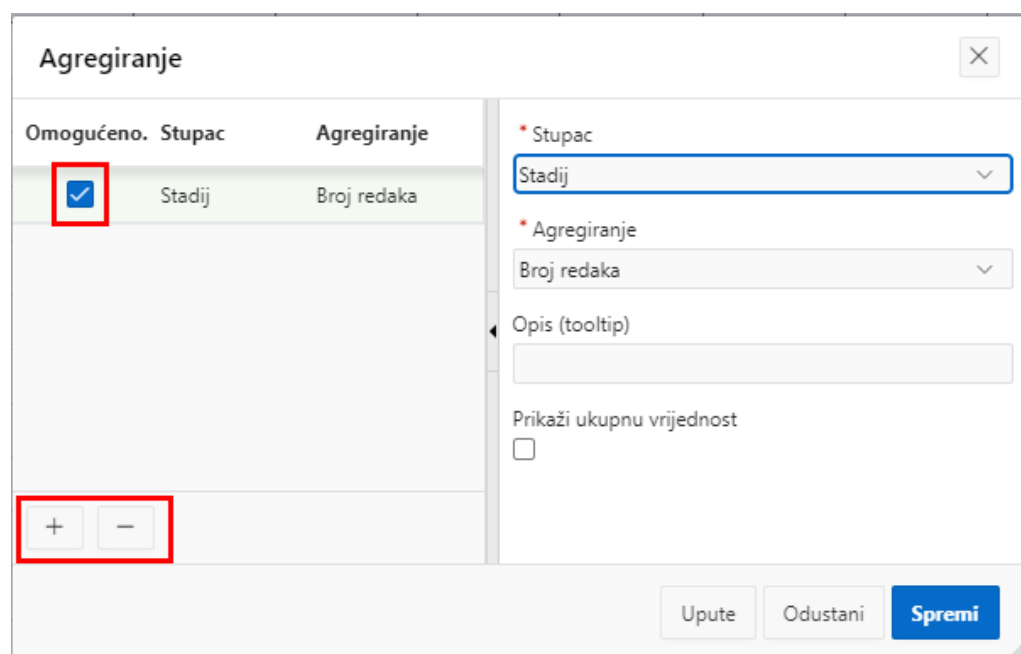 Agregiranje
Omogućeno. Stupac Agregiranje
Stadij Broj redaka
* Stupac
Stadij
* Agregiranje
Broj redaka
Opis (tooltip)
Prikaži ukupnu vrijednost
+ −
Upute Odustani Spremi